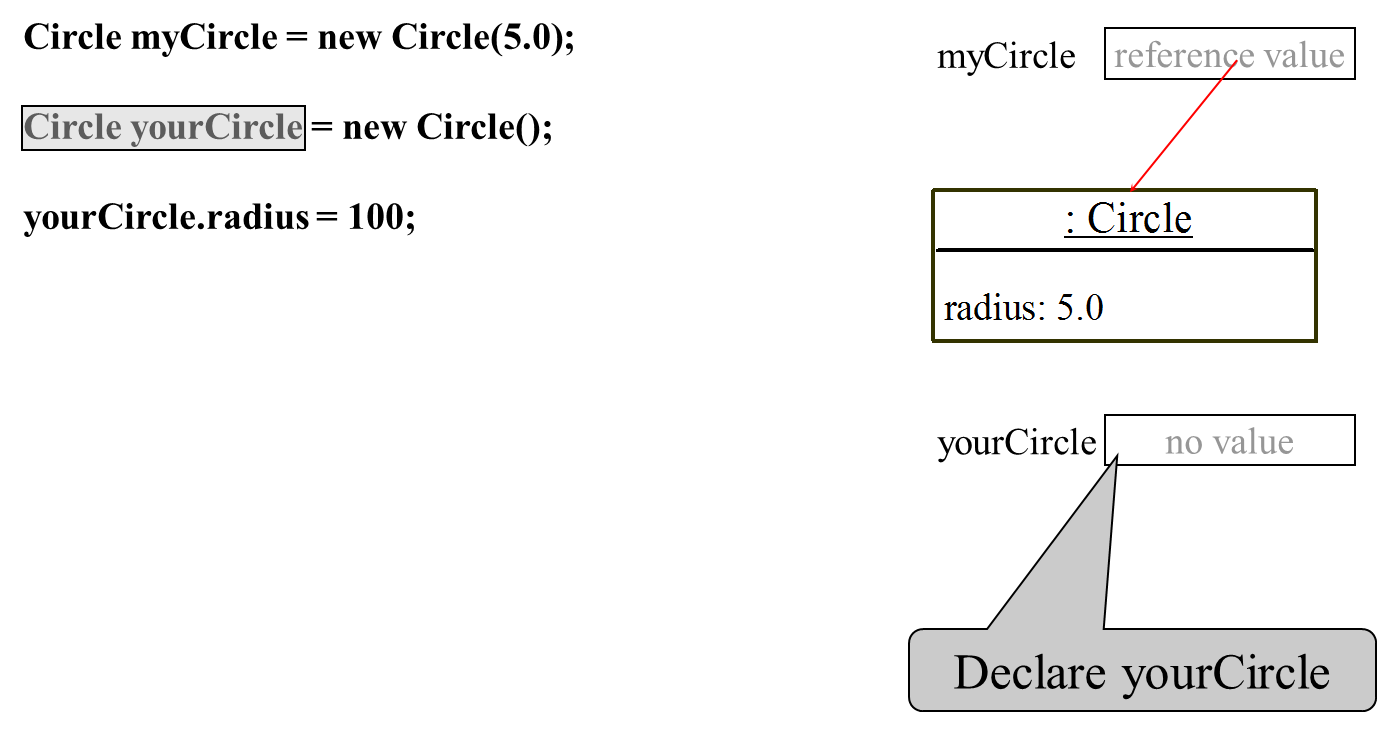 Circle myCircle = new Circle(5.0);
Circle yourCircle = new Circle();
yourCircle.radius = 100;
myCircle reference value
: Circle
radius: 5.0
yourCircle no value
Declare yourCircle